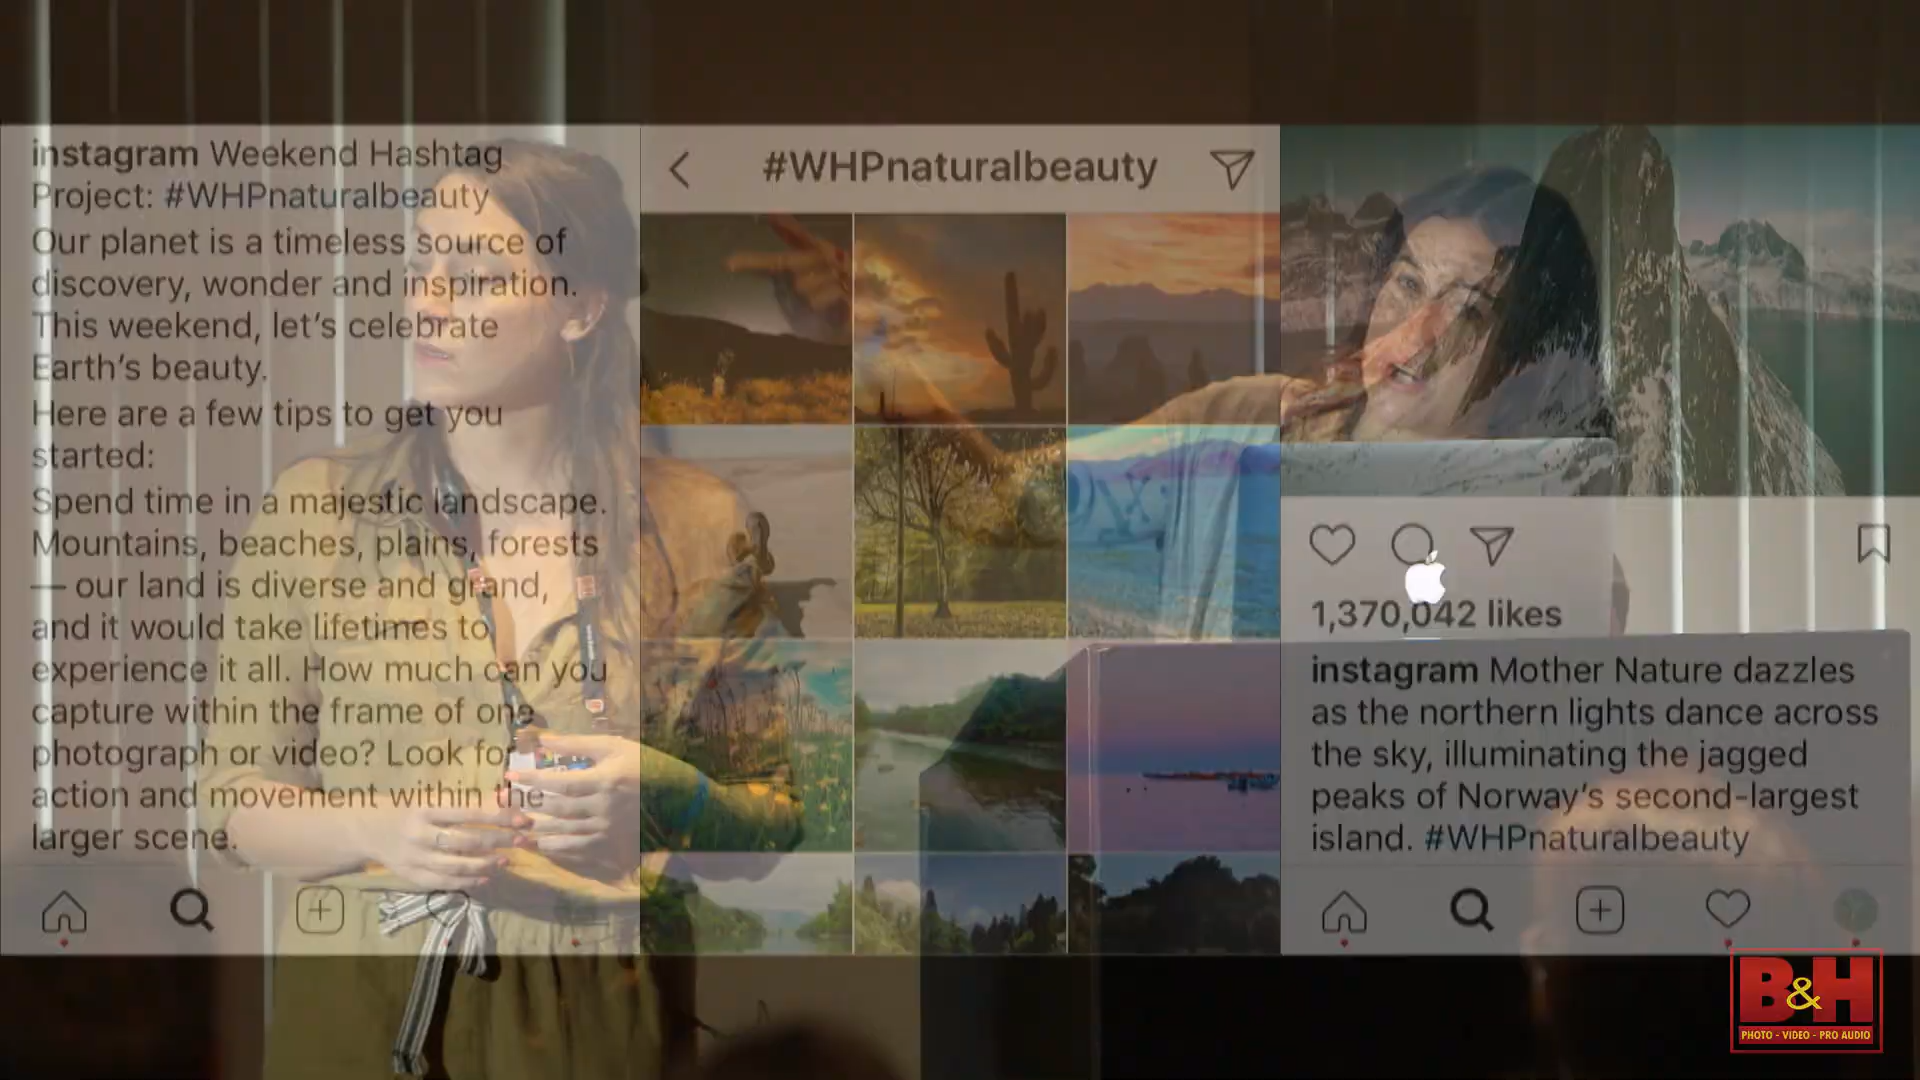 instagram Weekend Hashtag
Project: #WHPnaturalbeauty
Our planet is a timeless source of
discovery, wonder and inspiration.
This weekend, let's celebrate
Earth's beauty.
Here are a few tips to get you
started:
Spend time in a majestic landscape.
Mountains, beaches, plains, forests
— our land is diverse and grand,
and it would take lifetimes to
experience it all. How much can you
capture within the frame of one
photograph or video? Look for
action and movement within the
larger scene.
#WHPnaturalbeauty
1,370,042 likes
instagram Mother Nature dazzles
as the northern lights dance across
the sky, illuminating the jagged
peaks of Norway's second-largest
island. #WHPnaturalbeauty
B&H
PHOTO - VIDEO - PRO AUDIO